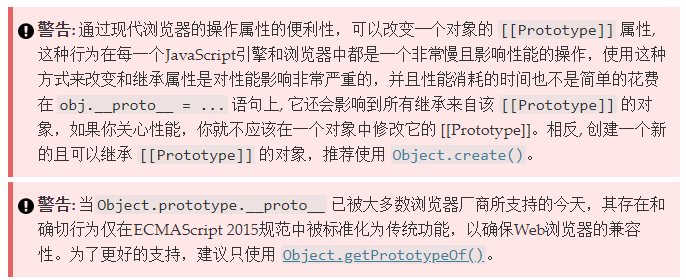 警告: 通过现代浏览器的操作属性的便利性，可以改变一个对象的 [[Prototype]] 属性,
这种行为在每一个JavaScript引擎和浏览器中都是一个非常慢且影响性能的操作，使用这种
方式来改变和继承属性是对性能影响非常严重的，并且性能消耗的时间也不是简单的花费
在 obj.__proto__ = ... 语句上, 它还会影响到所有继承来自该 [[Prototype]] 的对
象，如果你关心性能，你就不应该在一个对象中修改它的 [[Prototype]]。相反, 创建一个新
的且可以继承 [[Prototype]] 的对象，推荐使用 Object.create()。
警告: 当Object.prototype.__proto__ 已被大多数浏览器厂商所支持的今天，其存在和
确切行为仅在ECMAScript 2015规范中被标准化为传统功能，以确保Web浏览器的兼容
性。为了更好的支持，建议只使用 Object.getPrototypeOf()。